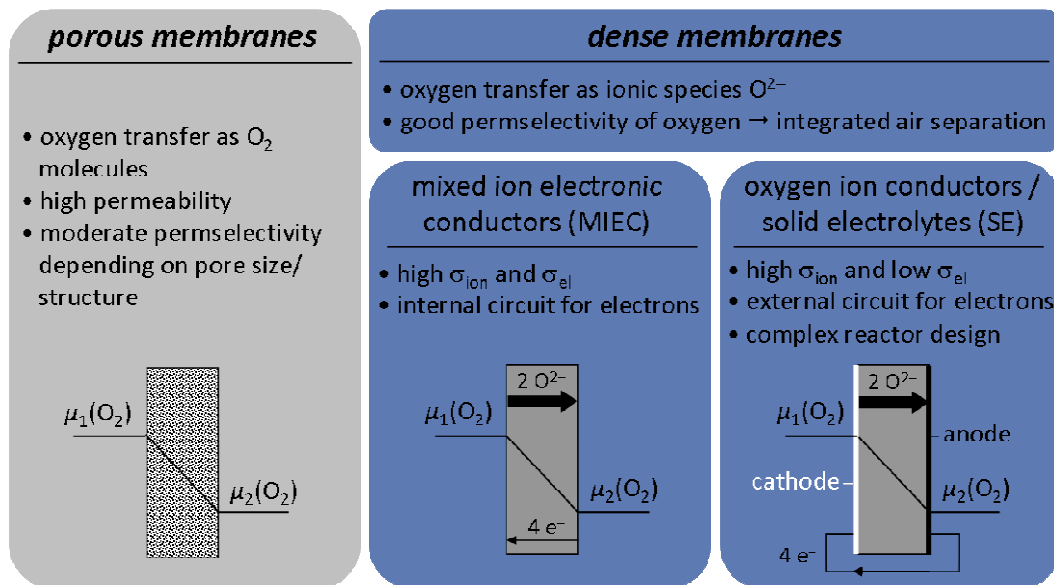 porous membranes
• oxygen transfer as O₂
molecules
• high permeability
• moderate permselectivity
depending on pore size/
structure
μ₁(O₂)
μ₂(O₂)
dense membranes
• oxygen transfer as ionic species O²⁻
• good permselectivity of oxygen → integrated air separation
mixed ion electronic
conductors (MIEC)
• high σion and σel
• internal circuit for electrons
2 O²⁻
μ₁(O₂)
μ₂(O₂)
4 e⁻
oxygen ion conductors /
solid electrolytes (SE)
• high σion and low σel
• external circuit for electrons
• complex reactor design
2 O²⁻
μ₁(O₂)
anode
cathode
μ₂(O₂)
4 e⁻